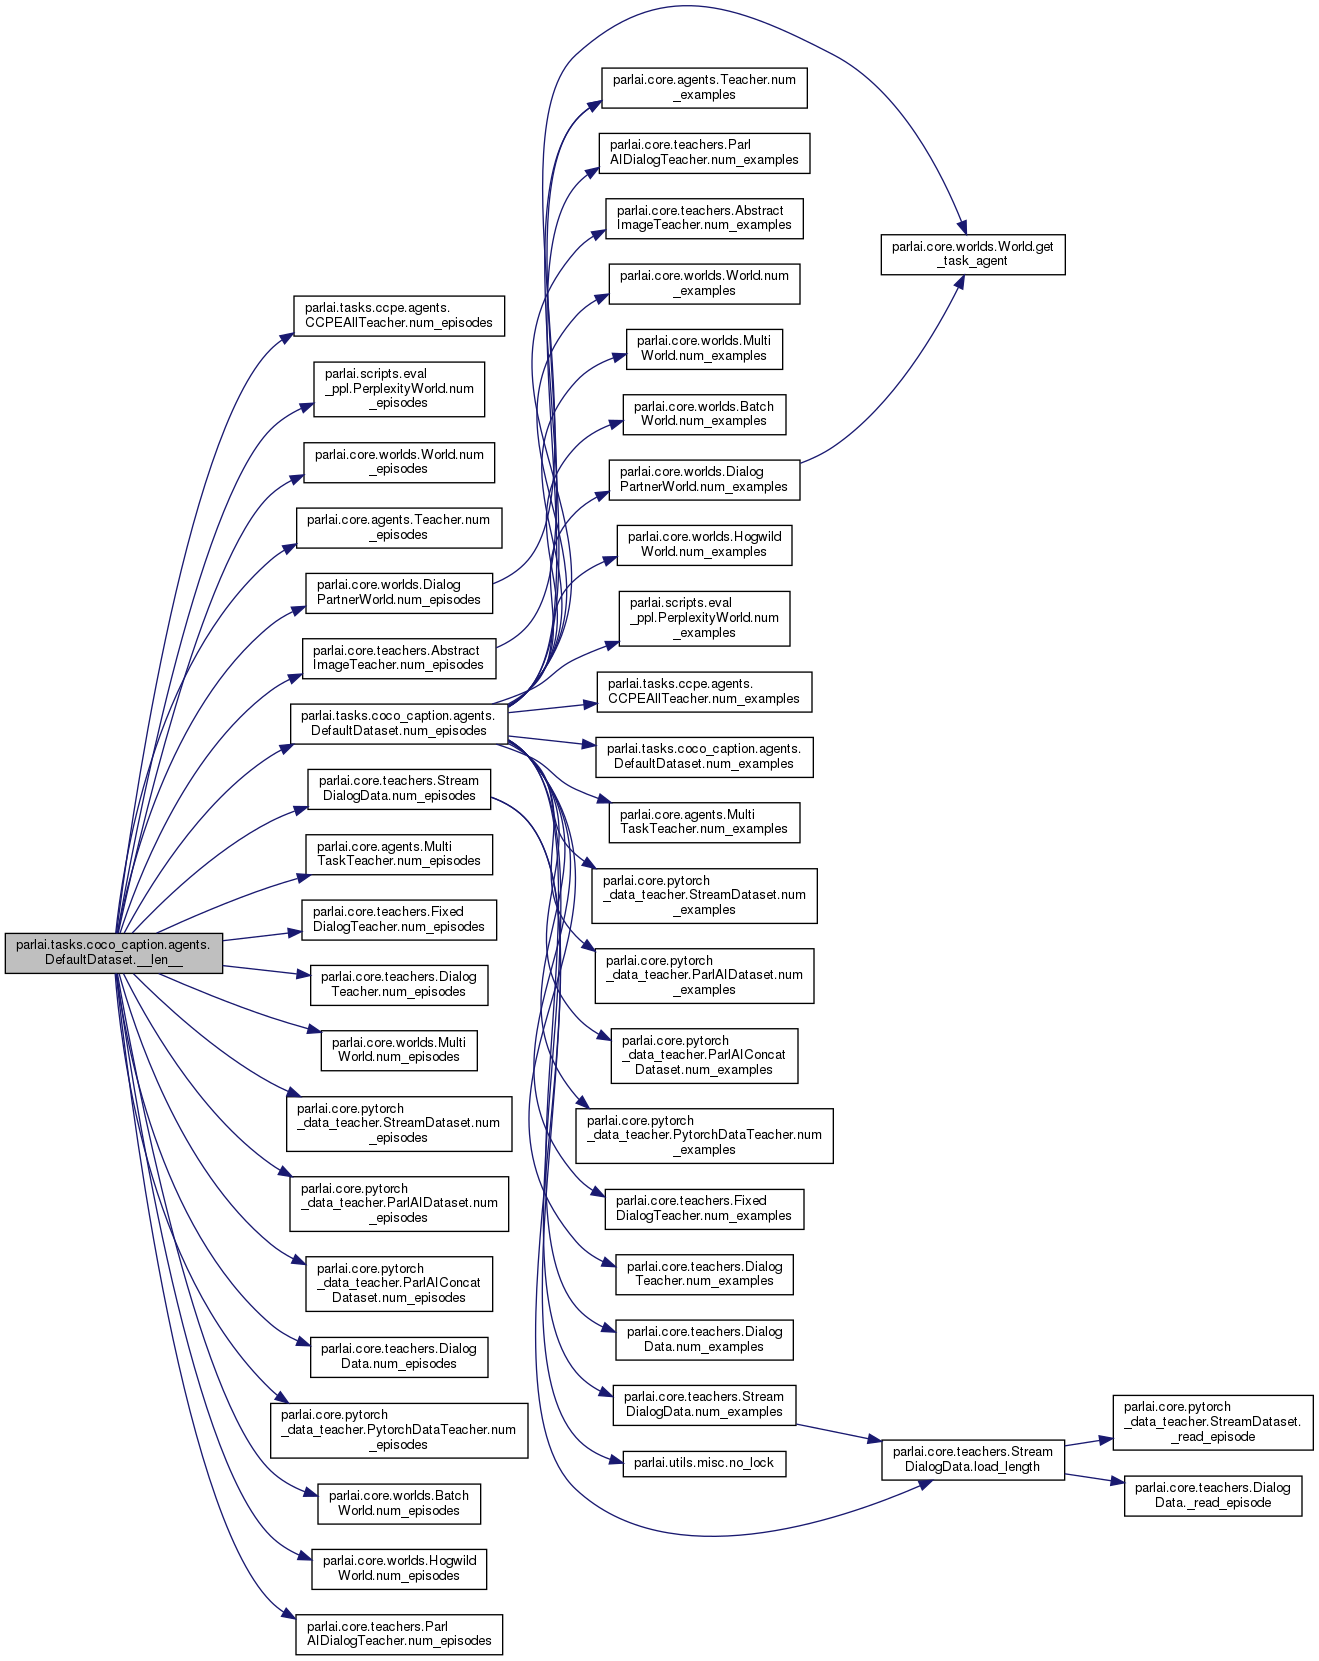 parlai.tasks.coco_caption.agents.
DefaultDataset.__len__
parlai.tasks.ccpe.agents.
CCPEAllTeacher.num_episodes
parlai.scripts.eval
_ppl.PerplexityWorld.num
_episodes
parlai.core.worlds.World.num
_episodes
parlai.core.agents.Teacher.num
_episodes
parlai.core.worlds.Dialog
PartnerWorld.num_episodes
parlai.core.teachers.Abstract
ImageTeacher.num_episodes
parlai.tasks.coco_caption.agents.
DefaultDataset.num_episodes
parlai.core.teachers.Stream
DialogData.num_episodes
parlai.core.agents.Multi
TaskTeacher.num_episodes
parlai.core.teachers.Fixed
DialogTeacher.num_episodes
parlai.core.teachers.Dialog
Teacher.num_episodes
parlai.core.worlds.Multi
World.num_episodes
parlai.core.pytorch
_data_teacher.StreamDataset.num
_episodes
parlai.core.pytorch
_data_teacher.ParlAIDataset.num
_episodes
parlai.core.pytorch
_data_teacher.ParlAIConcat
Dataset.num_episodes
parlai.core.teachers.Dialog
Data.num_episodes
parlai.core.pytorch
_data_teacher.PytorchDataTeacher.num
_episodes
parlai.core.worlds.Batch
World.num_episodes
parlai.core.worlds.Hogwild
World.num_episodes
parlai.core.teachers.Parl
AIDialogTeacher.num_episodes
parlai.core.agents.Teacher.num
_examples
parlai.core.teachers.Parl
AIDialogTeacher.num_examples
parlai.core.teachers.Abstract
ImageTeacher.num_examples
parlai.core.worlds.World.num
_examples
parlai.core.worlds.Multi
World.num_examples
parlai.core.worlds.Batch
World.num_examples
parlai.core.worlds.Dialog
PartnerWorld.num_examples
parlai.core.worlds.Hogwild
World.num_examples
parlai.scripts.eval
_ppl.PerplexityWorld.num
_examples
parlai.tasks.ccpe.agents.
CCPEAllTeacher.num_examples
parlai.tasks.coco_caption.agents.
DefaultDataset.num_examples
parlai.core.agents.Multi
TaskTeacher.num_examples
parlai.core.pytorch
_data_teacher.StreamDataset.num
_examples
parlai.core.pytorch
_data_teacher.ParlAIDataset.num
_examples
parlai.core.pytorch
_data_teacher.ParlAIConcat
Dataset.num_examples
parlai.core.pytorch
_data_teacher.PytorchDataTeacher.num
_examples
parlai.core.teachers.Fixed
DialogTeacher.num_examples
parlai.core.teachers.Dialog
Teacher.num_examples
parlai.core.teachers.Dialog
Data.num_examples
parlai.core.teachers.Stream
DialogData.num_examples
parlai.utils.misc.no_lock
parlai.core.worlds.World.get
_task_agent
parlai.core.teachers.Stream
DialogData.load_length
parlai.core.pytorch
_data_teacher.StreamDataset.
_read_episode
parlai.core.teachers.Dialog
Data._read_episode